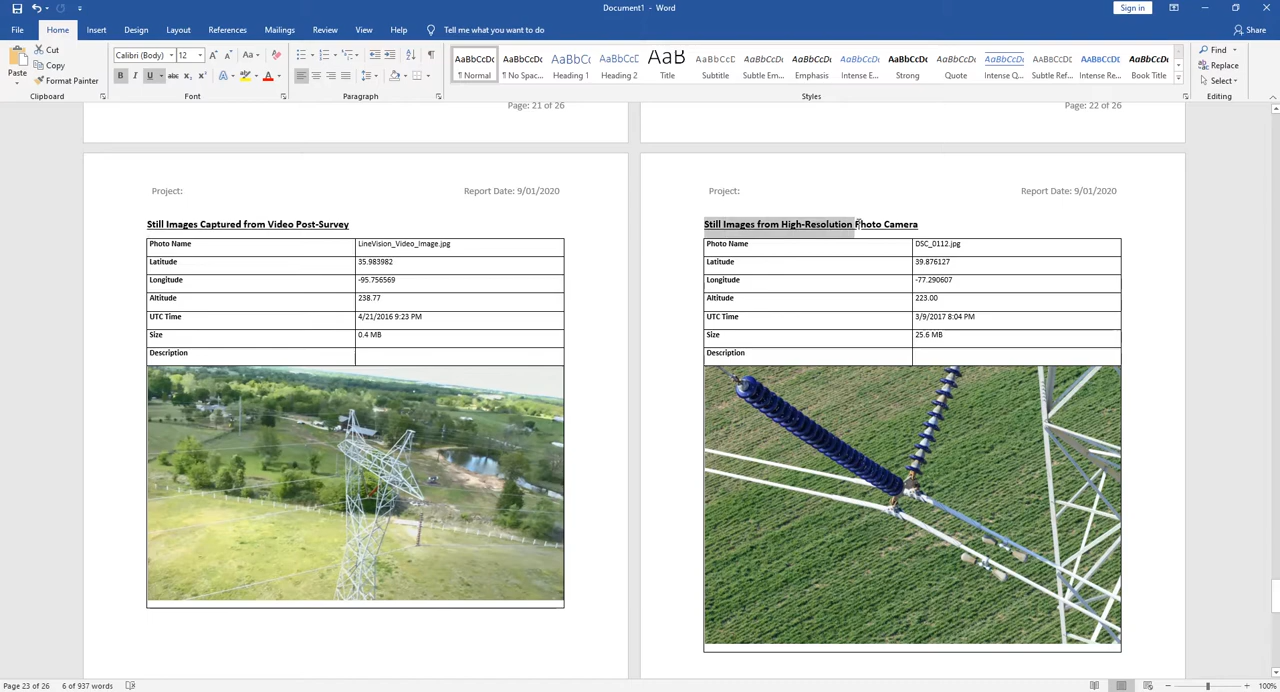 Document1 - Word
Sign in
File Home Insert Design Layout References Mailings Review View Help Tell me what you want to do Share
Paste
Cut
Copy
Format Painter
Clipboard
Calibri (Body) 12
Font
Paragraph
AaBbCcDc AaBbCcDc AaBbCc AaBbCcC AaB AaBbCcD AaBbCcDc AaBbCcDc AaBbCcDc AaBbCcDc AaBbCcDc AaBbCcDc AaBbCcDc AaBbCcDc AaBbCcDc
¶ Normal ¶ No Spac... Heading 1 Heading 2 Title Subtitle Subtle Em... Emphasis Intense E... Strong Quote Intense Q... Subtle Ref... Intense Re... Book Title
Styles
Find
Replace
Select
Editing
Page: 21 of 26
Page: 22 of 26
Project: Report Date: 9/01/2020
Still Images Captured from Video Post-Survey
Photo Name LineVision_Video_Image.jpg
Latitude 35.983982
Longitude -95.756569
Altitude 238.77
UTC Time 4/21/2016 9:23 PM
Size 0.4 MB
Description
Project: Report Date: 9/01/2020
Still Images from High-Resolution Photo Camera
Photo Name DSC_0112.jpg
Latitude 39.876127
Longitude -77.290607
Altitude 223.00
UTC Time 3/9/2017 8:04 PM
Size 25.6 MB
Description
Page 23 of 26 6 of 937 words
100%